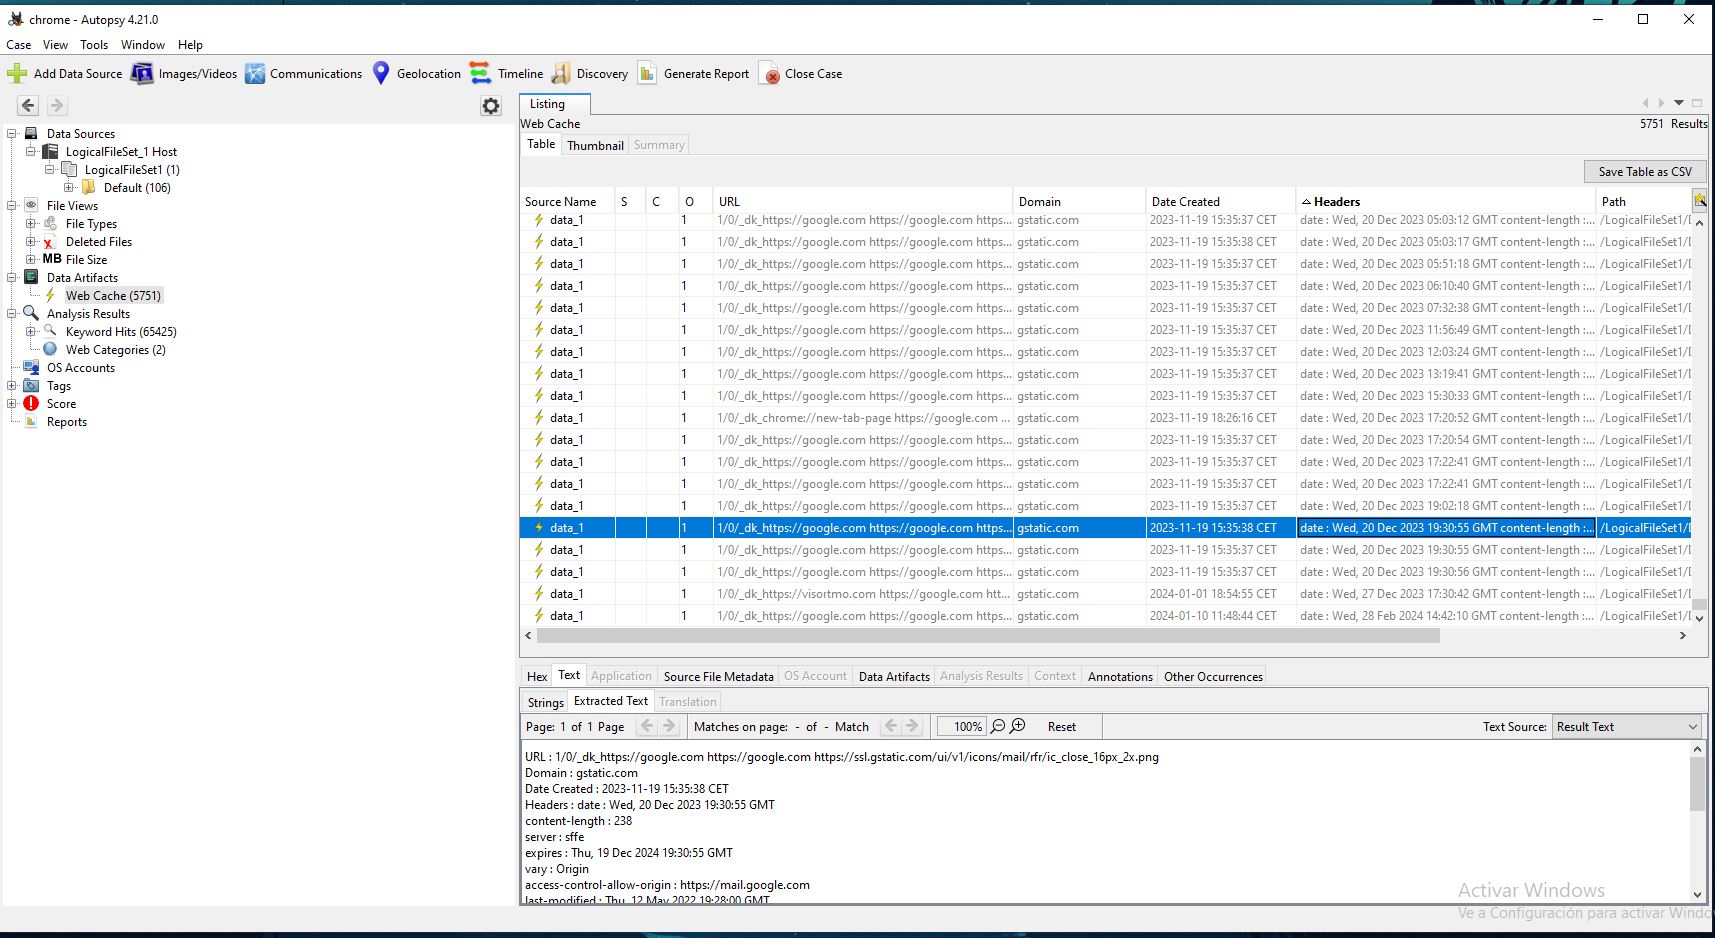 chrome - Autopsy 4.21.0
Case View Tools Window Help
Add Data Source Images/Videos Communications Geolocation Timeline Discovery Generate Report Close Case
Data Sources
LogicalFileSet_1 Host
LogicalFileSet1 (1)
Default (106)
File Views
File Types
Deleted Files
MB File Size
Data Artifacts
Web Cache (5751)
Analysis Results
Keyword Hits (65425)
Web Categories (2)
OS Accounts
Tags
Score
Reports
Listing
Web Cache 5751 Results
Table Thumbnail Summary
Save Table as CSV
Source Name S C O URL Domain Date Created Headers Path
data_1 1 1/0/_dk_https://google.com https://google.com https... gstatic.com 2023-11-19 15:35:37 CET date : Wed, 20 Dec 2023 05:03:12 GMT content-length :... /LogicalFileSet1/D
data_1 1 1/0/_dk_https://google.com https://google.com https... gstatic.com 2023-11-19 15:35:38 CET date : Wed, 20 Dec 2023 05:03:17 GMT content-length :... /LogicalFileSet1/D
data_1 1 1/0/_dk_https://google.com https://google.com https... gstatic.com 2023-11-19 15:35:37 CET date : Wed, 20 Dec 2023 05:51:18 GMT content-length :... /LogicalFileSet1/D
data_1 1 1/0/_dk_https://google.com https://google.com https... gstatic.com 2023-11-19 15:35:37 CET date : Wed, 20 Dec 2023 06:10:40 GMT content-length :... /LogicalFileSet1/D
data_1 1 1/0/_dk_https://google.com https://google.com https... gstatic.com 2023-11-19 15:35:37 CET date : Wed, 20 Dec 2023 07:32:38 GMT content-length :... /LogicalFileSet1/D
data_1 1 1/0/_dk_https://google.com https://google.com https... gstatic.com 2023-11-19 15:35:37 CET date : Wed, 20 Dec 2023 11:56:49 GMT content-length :... /LogicalFileSet1/D
data_1 1 1/0/_dk_https://google.com https://google.com https... gstatic.com 2023-11-19 15:35:37 CET date : Wed, 20 Dec 2023 12:03:24 GMT content-length :... /LogicalFileSet1/D
data_1 1 1/0/_dk_https://google.com https://google.com https... gstatic.com 2023-11-19 15:35:37 CET date : Wed, 20 Dec 2023 13:19:41 GMT content-length :... /LogicalFileSet1/D
data_1 1 1/0/_dk_https://google.com https://google.com https... gstatic.com 2023-11-19 15:35:37 CET date : Wed, 20 Dec 2023 15:30:33 GMT content-length :... /LogicalFileSet1/D
data_1 1 1/0/_dk_chrome://new-tab-page https://google.com ... gstatic.com 2023-11-19 18:26:16 CET date : Wed, 20 Dec 2023 17:20:52 GMT content-length :... /LogicalFileSet1/D
data_1 1 1/0/_dk_https://google.com https://google.com https... gstatic.com 2023-11-19 15:35:37 CET date : Wed, 20 Dec 2023 17:20:54 GMT content-length :... /LogicalFileSet1/D
data_1 1 1/0/_dk_https://google.com https://google.com https... gstatic.com 2023-11-19 15:35:37 CET date : Wed, 20 Dec 2023 17:22:41 GMT content-length :... /LogicalFileSet1/D
data_1 1 1/0/_dk_https://google.com https://google.com https... gstatic.com 2023-11-19 15:35:37 CET date : Wed, 20 Dec 2023 17:22:41 GMT content-length :... /LogicalFileSet1/D
data_1 1 1/0/_dk_https://google.com https://google.com https... gstatic.com 2023-11-19 15:35:37 CET date : Wed, 20 Dec 2023 19:02:18 GMT content-length :... /LogicalFileSet1/D
data_1 1 1/0/_dk_https://google.com https://google.com https... gstatic.com 2023-11-19 15:35:38 CET date : Wed, 20 Dec 2023 19:30:55 GMT content-length :... /LogicalFileSet1/D
data_1 1 1/0/_dk_https://google.com https://google.com https... gstatic.com 2023-11-19 15:35:37 CET date : Wed, 20 Dec 2023 19:30:55 GMT content-length :... /LogicalFileSet1/D
data_1 1 1/0/_dk_https://google.com https://google.com https... gstatic.com 2023-11-19 15:35:37 CET date : Wed, 20 Dec 2023 19:30:56 GMT content-length :... /LogicalFileSet1/D
data_1 1 1/0/_dk_https://visortmo.com https://google.com htt... gstatic.com 2024-01-01 18:54:55 CET date : Wed, 27 Dec 2023 17:30:42 GMT content-length :... /LogicalFileSet1/D
data_1 1 1/0/_dk_https://google.com https://google.com https... gstatic.com 2024-01-10 11:48:44 CET date : Wed, 28 Feb 2024 14:42:10 GMT content-length :... /LogicalFileSet1/D
Hex Text Application Source File Metadata OS Account Data Artifacts Analysis Results Context Annotations Other Occurrences
Strings Extracted Text Translation
Page: 1 of 1 Page Matches on page: - of - Match 100% Reset Text Source: Result Text
URL : 1/0/_dk_https://google.com https://google.com https://ssl.gstatic.com/ui/v1/icons/mail/rfr/ic_close_16px_2x.png
Domain : gstatic.com
Date Created : 2023-11-19 15:35:38 CET
Headers : date : Wed, 20 Dec 2023 19:30:55 GMT
content-length : 238
server : sffe
expires : Thu, 19 Dec 2024 19:30:55 GMT
vary : Origin
access-control-allow-origin : https://mail.google.com
last-modified : Thu, 12 May 2022 19:28:00 GMT
Activar Windows
Ve a Configuración para activar Windo